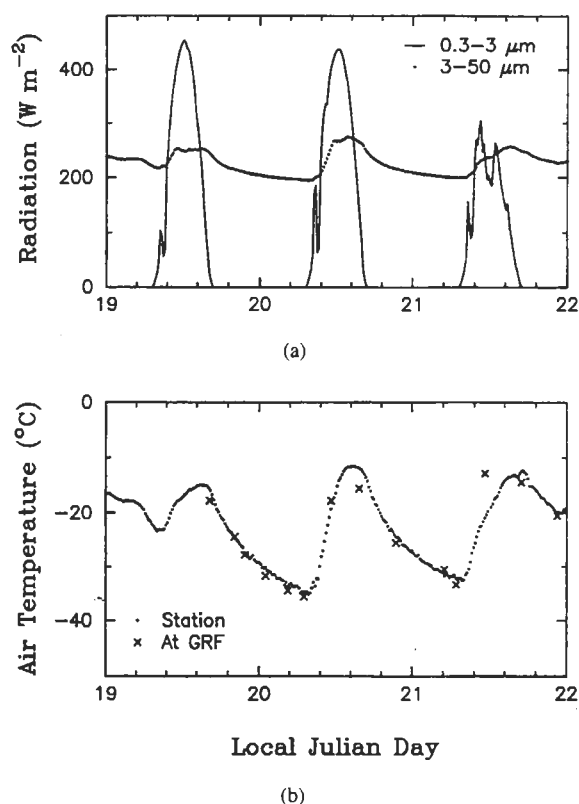 Radiation (W m⁻²)
400
200
0
0.3–3 μm
3–50 μm
19
20
21
22
(a)
Air Temperature (°C)
0
−20
−40
Station
At GRF
19
20
21
22
Local Julian Day
(b)